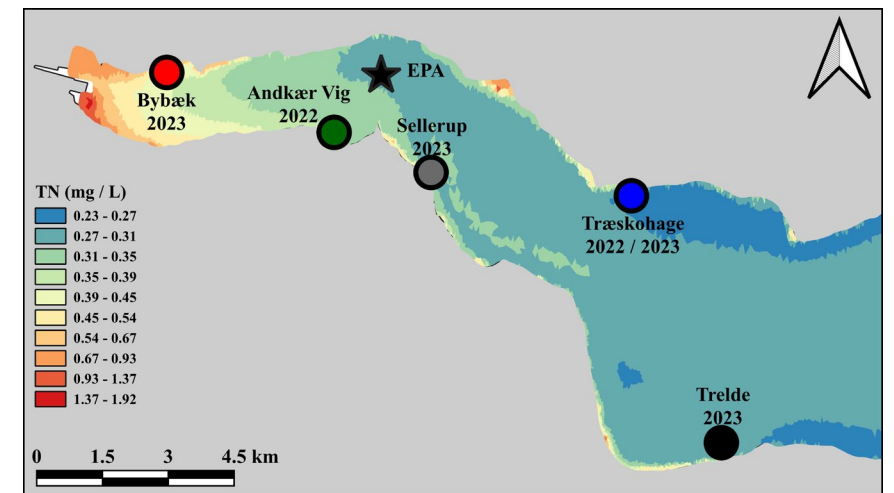 EPA
Bybæk
2023
Andkær Vig
2022
Sellerup
2023
Træskohage
2022 / 2023
Trelde
2023
TN (mg / L)
0.23 - 0.27
0.27 - 0.31
0.31 - 0.35
0.35 - 0.39
0.39 - 0.45
0.45 - 0.54
0.54 - 0.67
0.67 - 0.93
0.93 - 1.37
1.37 - 1.92
0 1.5 3 4.5 km